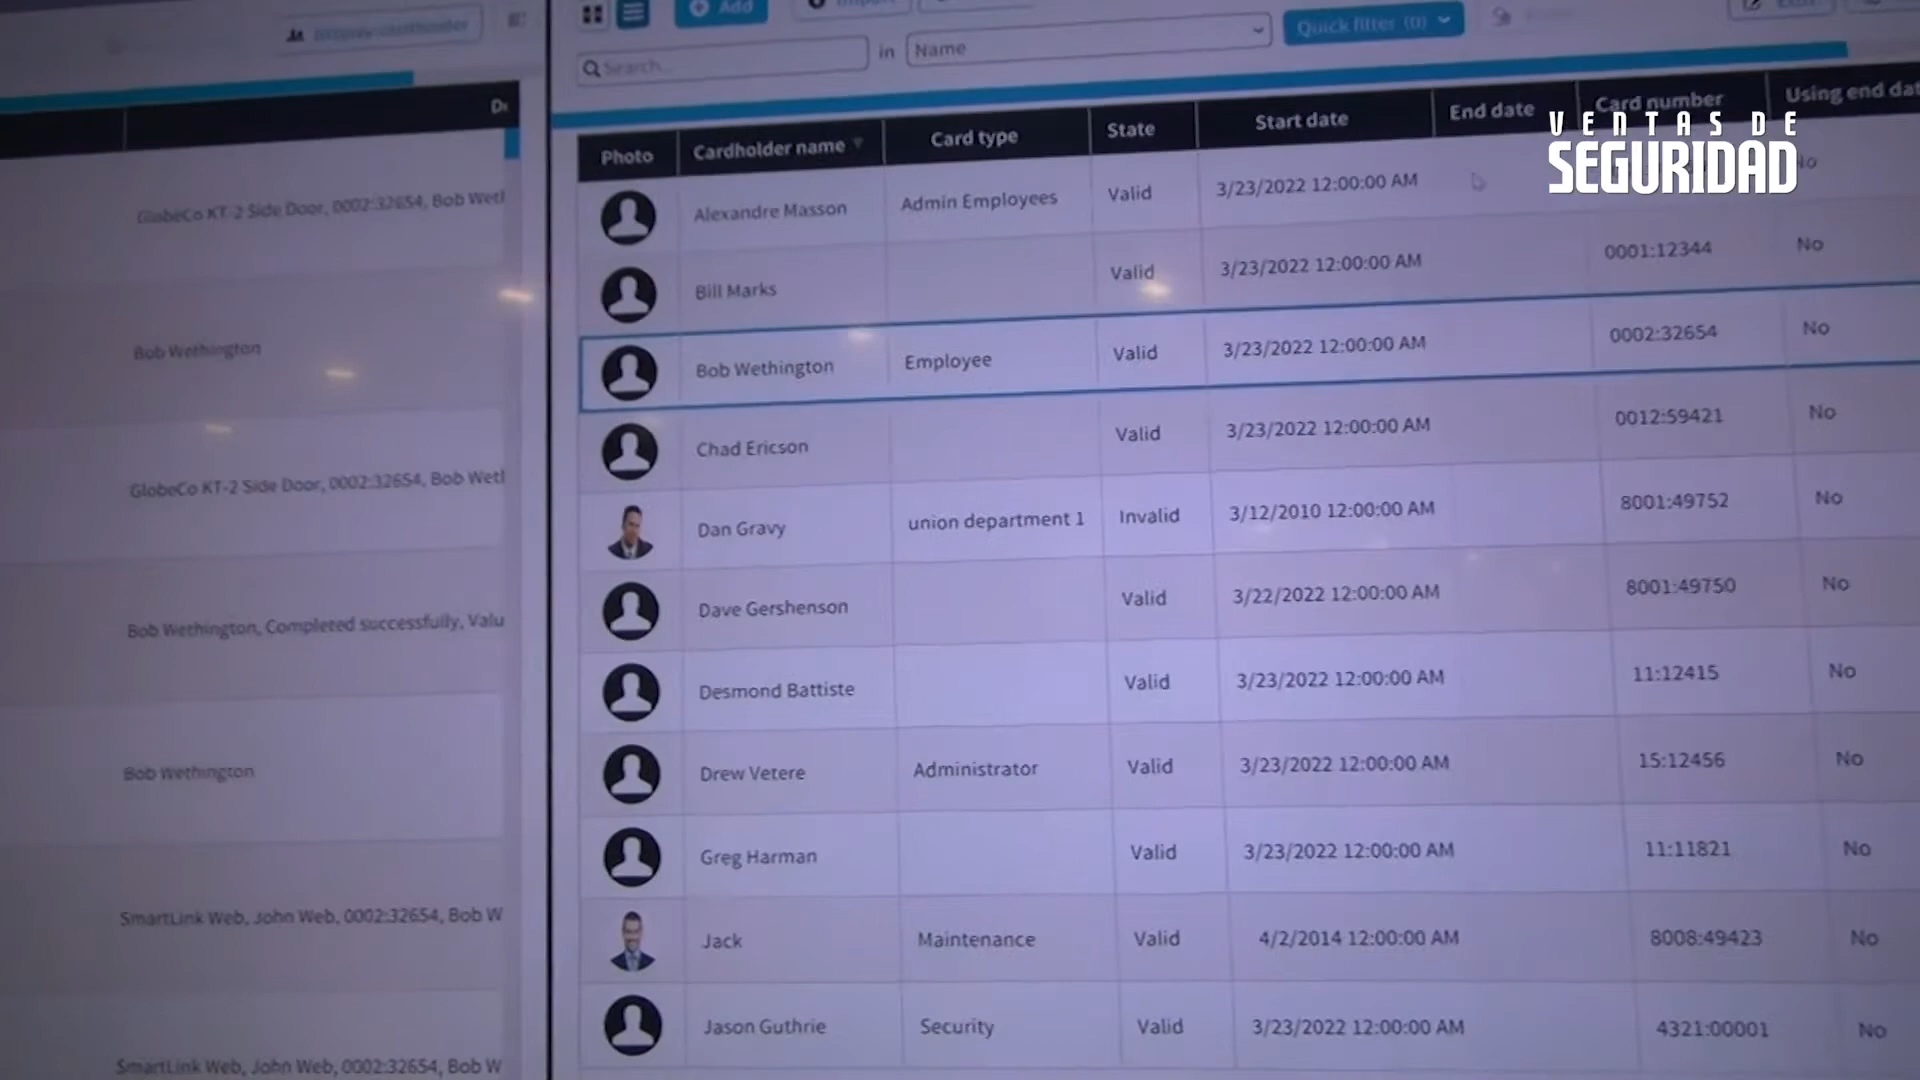 Add
Search...
in
Name
Quick filter (0)
VENTAS DE
SEGURIDAD
Photo
Cardholder name
Card type
State
Start date
End date
Card number
Using end dat
Alexandre Masson
Admin Employees
Valid
3/23/2022 12:00:00 AM
Bill Marks
Valid
3/23/2022 12:00:00 AM
0001:12344
No
Bob Wethington
Employee
Valid
3/23/2022 12:00:00 AM
0002:32654
No
Chad Ericson
Valid
3/23/2022 12:00:00 AM
0012:59421
No
Dan Gravy
union department 1
Invalid
3/12/2010 12:00:00 AM
8001:49752
No
Dave Gershenson
Valid
3/22/2022 12:00:00 AM
8001:49750
No
Desmond Battiste
Valid
3/23/2022 12:00:00 AM
11:12415
No
Drew Vetere
Administrator
Valid
3/23/2022 12:00:00 AM
15:12456
No
Greg Harman
Valid
3/23/2022 12:00:00 AM
11:11821
No
Jack
Maintenance
Valid
4/2/2014 12:00:00 AM
8008:49423
No
Jason Guthrie
Security
Valid
3/23/2022 12:00:00 AM
4321:00001
No
GlobeCo KT-2 Side Door, 0002:32654, Bob Wetl
Bob Wethington
GlobeCo KT-2 Side Door, 0002:32654, Bob Wetl
Bob Wethington, Completed successfully, Valu
Bob Wethington
SmartLink Web, John Web, 0002:32654, Bob W
SmartLink Web, John Web, 0002:32654, Bob W